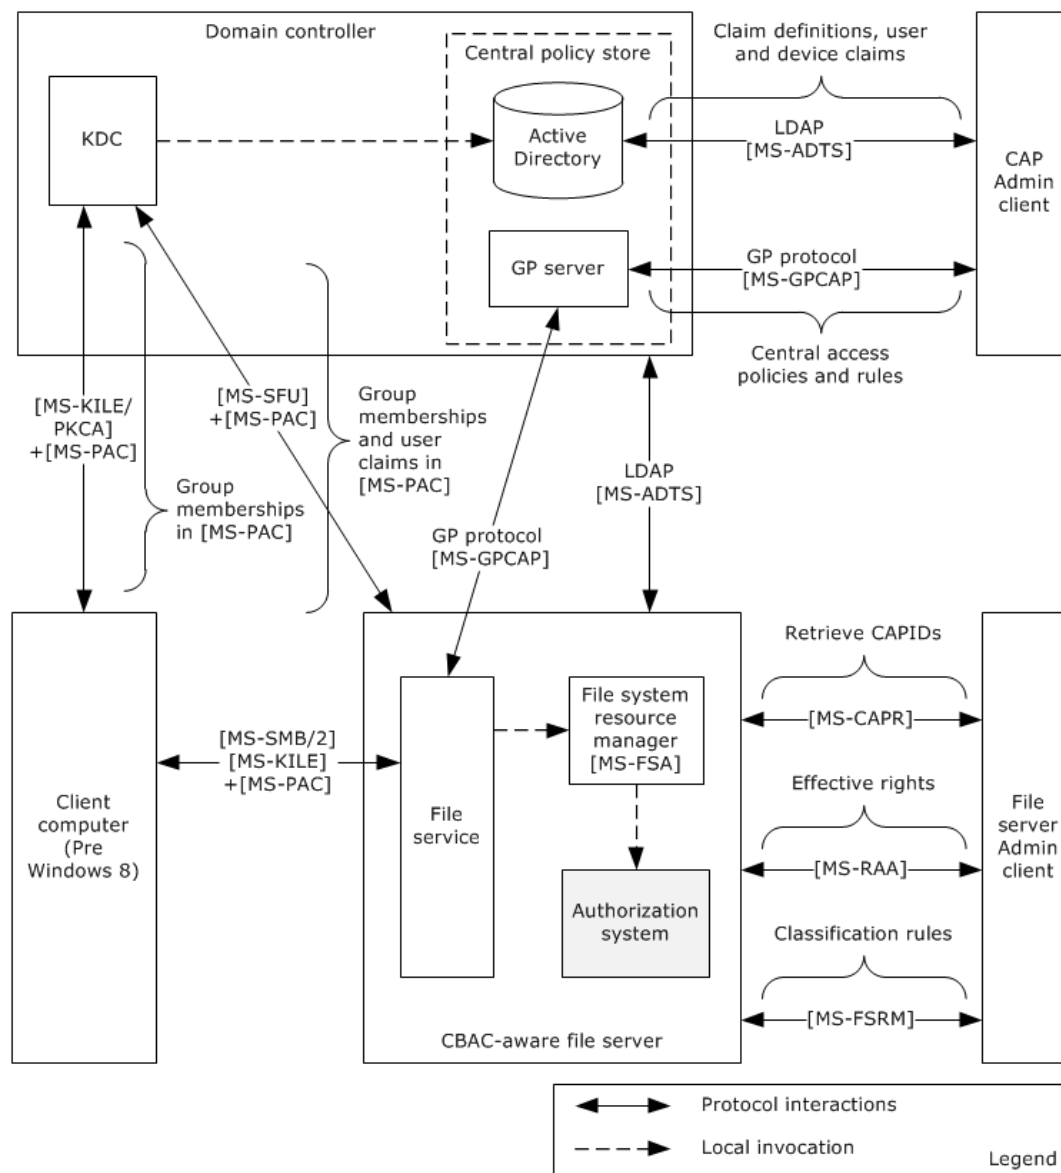 Domain controller
Central policy store
KDC
Active
Directory
GP server
Claim definitions, user
and device claims
LDAP
[MS-ADTS]
CAP
Admin
client
GP protocol
[MS-GPCAP]
Central access
policies and rules
[MS-KILE/
PKCA]
+[MS-PAC]
Group
memberships
in [MS-PAC]
[MS-SFU]
+[MS-PAC]
Group
memberships
and user
claims in
[MS-PAC]
GP protocol
[MS-GPCAP]
LDAP
[MS-ADTS]
Client
computer
(Pre
Windows 8)
[MS-SMB/2]
[MS-KILE]
+[MS-PAC]
File
service
File system
resource
manager
[MS-FSA]
Authorization
system
CBAC-aware file server
Retrieve CAPIDs
[MS-CAPR]
Effective rights
[MS-RAA]
Classification rules
[MS-FSRM]
File
server
Admin
client
Protocol interactions
Local invocation
Legend